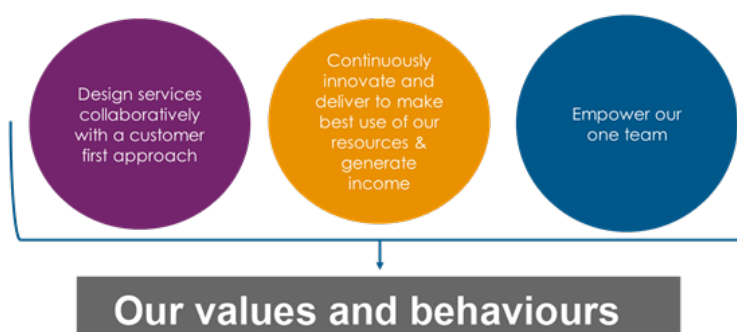 Design services
collaboratively
with a customer
first approach
Continuously
innovate and
deliver to make
best use of our
resources &
generate
income
Empower our
one team
Our values and behaviours